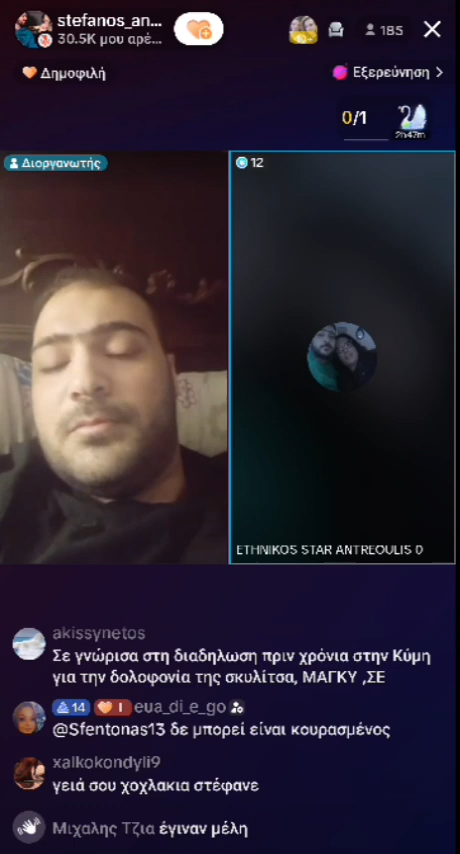 stefanos_an...
30.5K μου αρέ...
185
Δημοφιλή
Εξερεύνηση >
0/1
2h47m
Διοργανωτής
12
ETHNIKOS STAR ANTREOULIS 0
akissynetos
Σε γνώρισα στη διαδηλωση πριν χρόνια στην Κύμη
για την δολοφονία της σκυλίτσα, ΜΑΓΚΥ ,ΣΕ
14 I eua_di_e_go
@Sfentonas13 δε μπορεί είναι κουρασμένος
xalkokondyli9
γειά σου χοχλακια στέφανε
Μιχαλης Τζια έγιναν μέλη